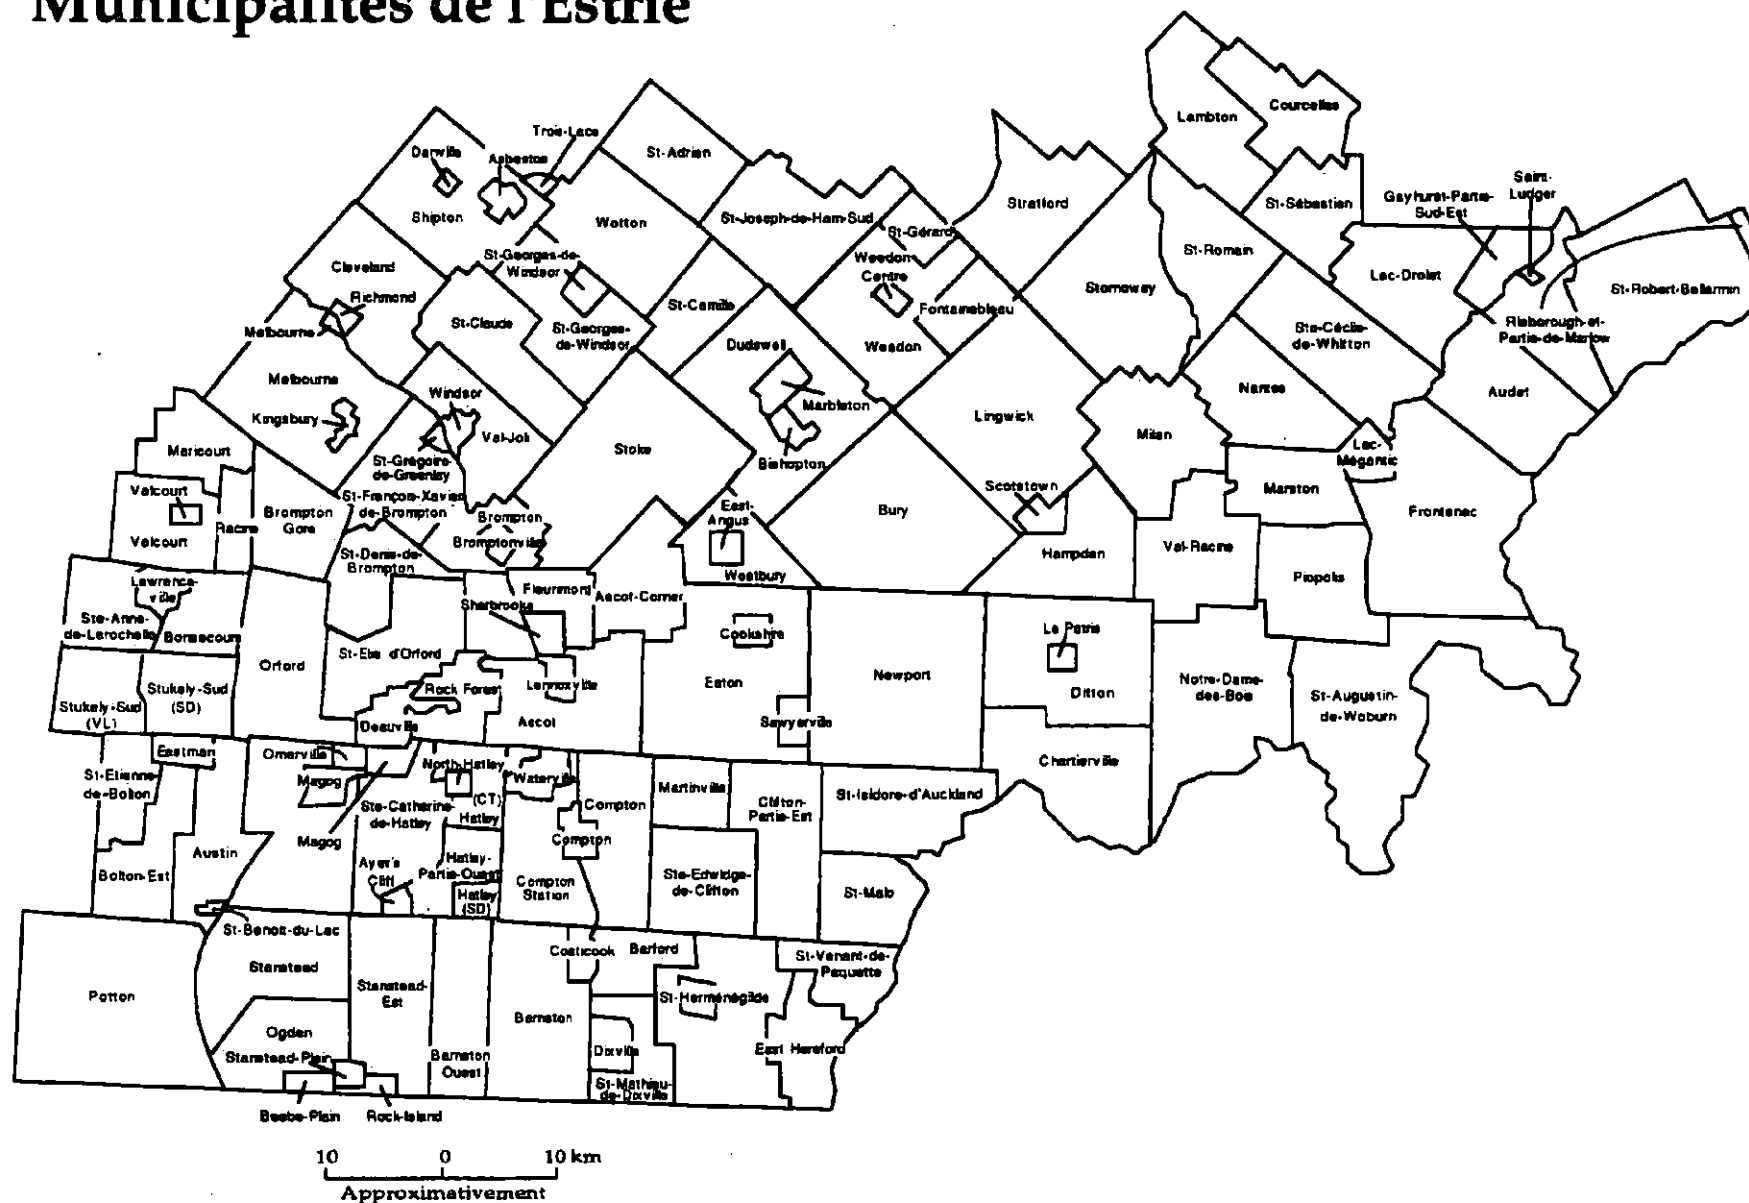 Municipalités de l'Estrie
Lambton
Courcelles
Trois-Lacs
Danville
Asbestos
St-Adrien
Shipton
Wotton
St-Joseph-de-Ham-Sud
St-Gérard
Stratford
St-Sébastien
Gayhurst-Partie-
Sud-Est
Saint-
Ludger
Cleveland
St-Georges-de-
Windsor
Weedon
Centre
St-Romain
Lac-Drolet
St-Robert-Bellarmin
Richmond
Stornoway
St-Camille
Fontainebleau
Melbourne
St-Claude
St-Georges-
de-Windsor
Dudswell
Weedon
Ste-Cécile-
de-Whitton
Risborough-et-
Partie-de-Marlow
Melbourne
Windsor
Marbleton
Nantes
Audet
Kingsbury
Val-Joli
Lingwick
Milan
Maricourt
St-Grégoire-
de-Greenlay
Stoke
Bishopton
Lac-
Mégantic
Valcourt
St-François-Xavier
de-Brompton
Scotstown
Marston
Racine
Brompton
Gore
Brompton
East-
Angus
Bury
Frontenac
Valcourt
Bromptonville
Hampden
Val-Racine
St-Denis-de-
Brompton
Westbury
Piopolis
Lawrence-
ville
Fleurimont
Ascot-Corner
Sherbrooke
Ste-Anne-
de-Larochelle
Bonsecours
Cookshire
La Patrie
St-Elie d'Orford
Orford
Stukely-Sud
(SD)
Rock Forest
Lennoxville
Eaton
Newport
Ditton
Notre-Dame-
des-Bois
St-Augustin-
de-Woburn
Stukely-Sud
(VL)
Deauville
Ascot
Sawyerville
Eastman
Omerville
North-Hatley
Waterville
Chartierville
St-Etienne-
de-Bolton
Magog
Martinville
Clifton-
Partie-Est
St-Isidore-d'Auckland
Ste-Catherine-
de-Hatley
(CT)
Hatley
Compton
Magog
Compton
Austin
Bolton-Est
Ayer's
Cliff
Hatley-
Partie-Ouest
Hatley
(SD)
Compton
Station
Ste-Edwidge-
de-Clifton
St-Malo
St-Benoit-du-Lac
Stanstead
Coaticook
Barford
St-Venant-de-
Paquette
Potton
Stanstead-
Est
St-Herménégilde
Ogden
Barnston
Stanstead-Plain
Barnston
Ouest
Dixville
East Hereford
St-Mathieu-
de-Dixville
Beebe-Plain
Rock-Island
10 0 10 km
Approximativement